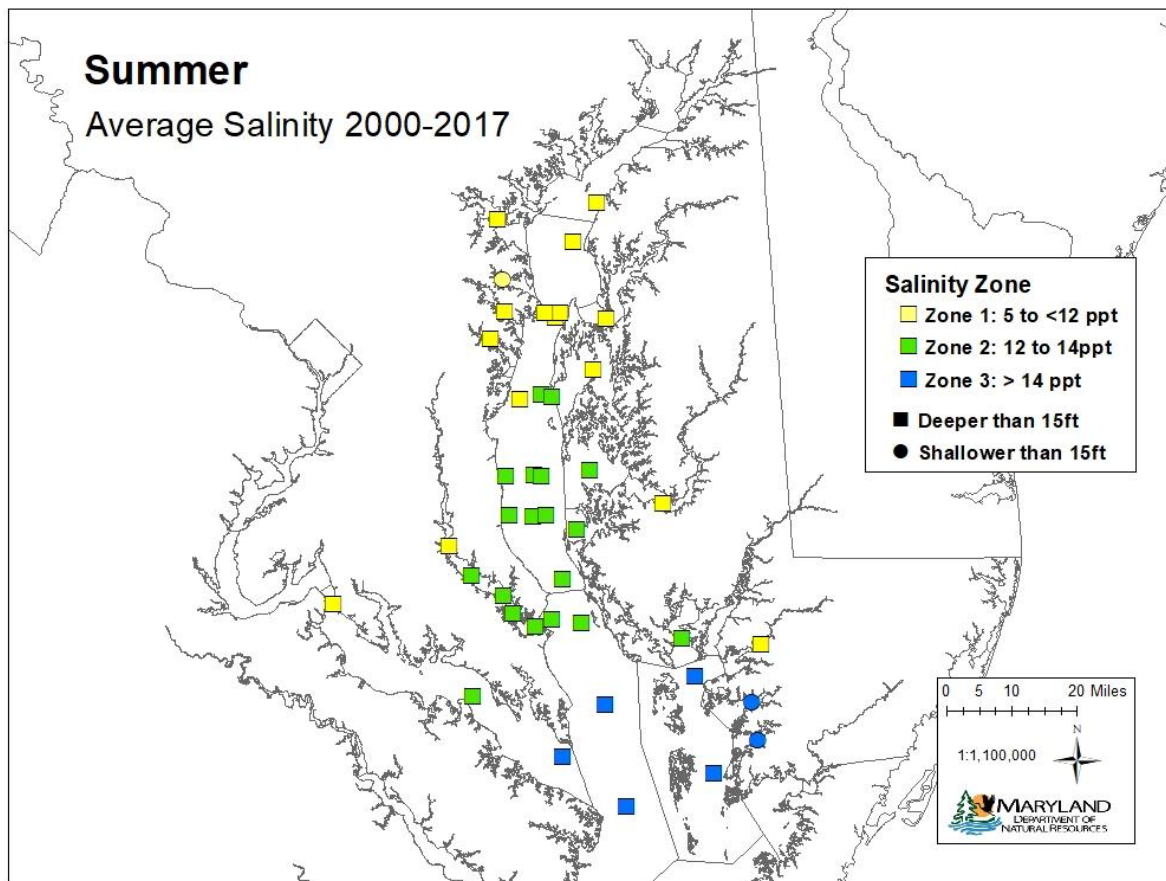 Summer
Average Salinity 2000-2017
Salinity Zone
Zone 1: 5 to <12 ppt
Zone 2: 12 to 14ppt
Zone 3: > 14 ppt
Deeper than 15ft
Shallower than 15ft
0 5 10 20 Miles
N
1:1,100,000
MARYLAND
DEPARTMENT OF
NATURAL RESOURCES